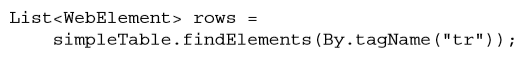 List<WebElement> rows =
    simpleTable.findElements(By.tagName("tr"));